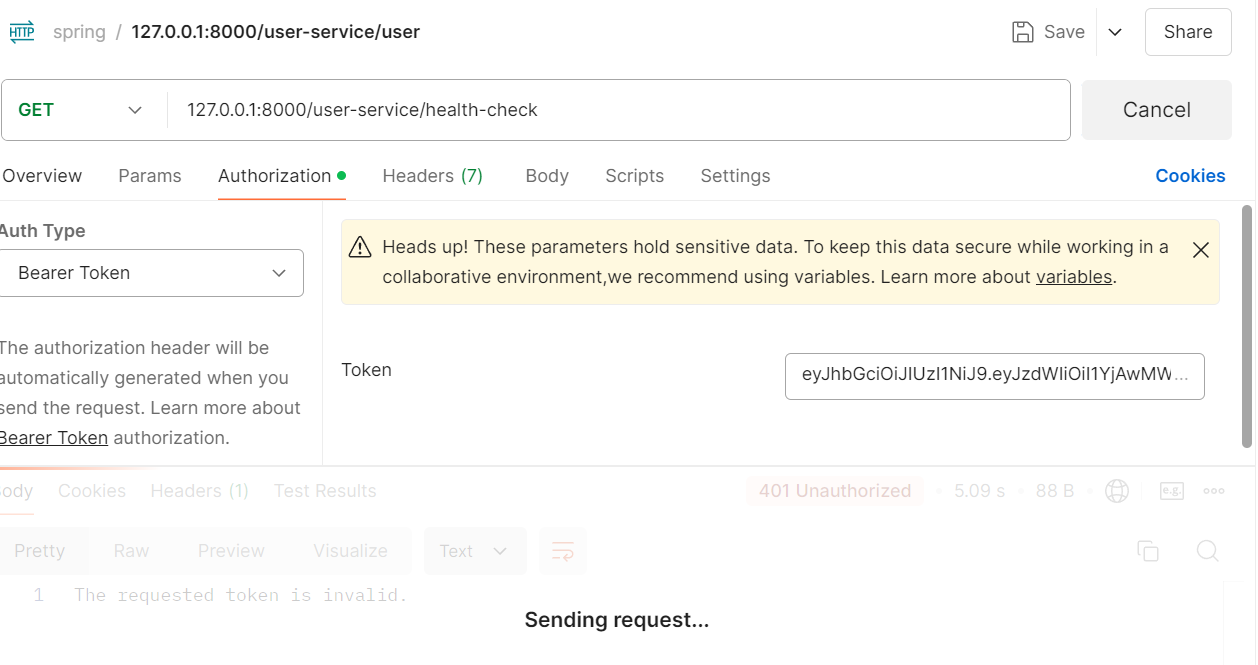 HTTP spring / 127.0.0.1:8000/user-service/user Save Share
GET 127.0.0.1:8000/user-service/health-check Cancel
Overview Params Authorization Headers (7) Body Scripts Settings Cookies
Auth Type
Bearer Token
The authorization header will be
automatically generated when you
send the request. Learn more about
Bearer Token authorization.
Heads up! These parameters hold sensitive data. To keep this data secure while working in a
collaborative environment,we recommend using variables. Learn more about variables.
Token eyJhbGciOiJIUzI1NiJ9.eyJzdWIiOiI1YjAwMW...
ody Cookies Headers (1) Test Results 401 Unauthorized 5.09 s 88 B e.g.
Pretty Raw Preview Visualize Text
1 The requested token is invalid.
Sending request...